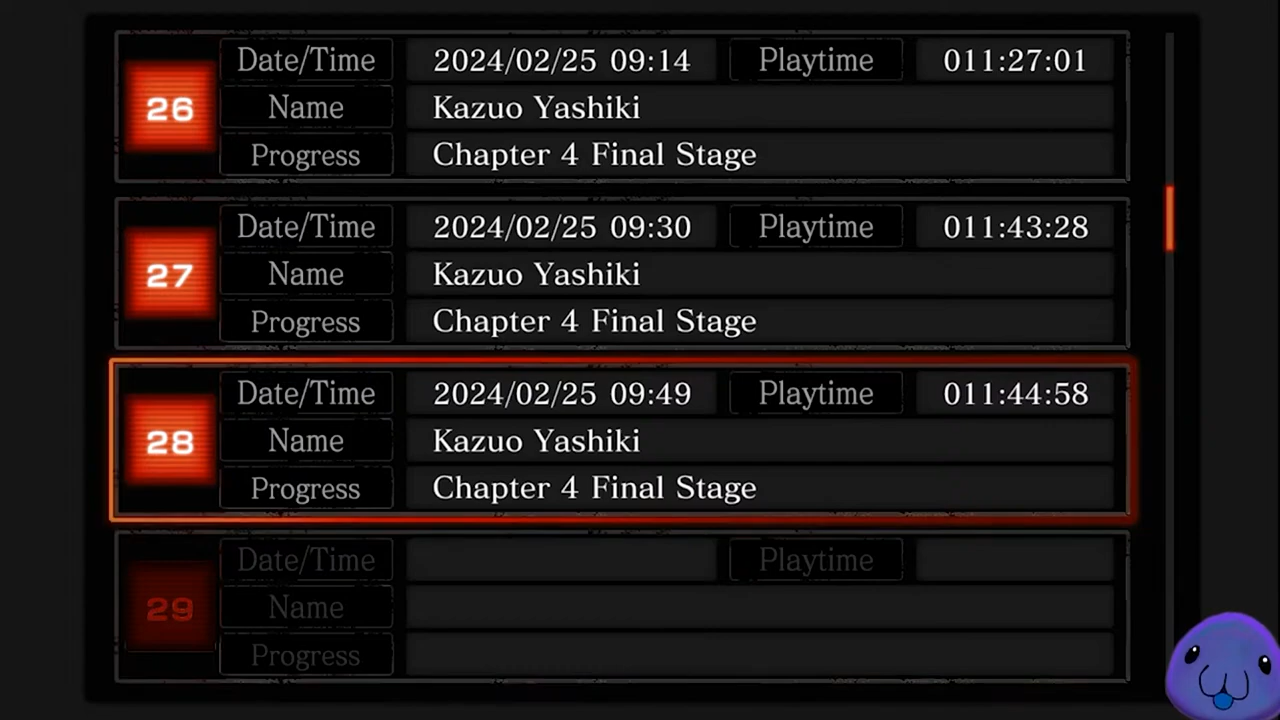 26 Date/Time 2024/02/25 09:14 Playtime 011:27:01
Name Kazuo Yashiki
Progress Chapter 4 Final Stage
27 Date/Time 2024/02/25 09:30 Playtime 011:43:28
Name Kazuo Yashiki
Progress Chapter 4 Final Stage
28 Date/Time 2024/02/25 09:49 Playtime 011:44:58
Name Kazuo Yashiki
Progress Chapter 4 Final Stage
29 Date/Time Playtime
Name
Progress